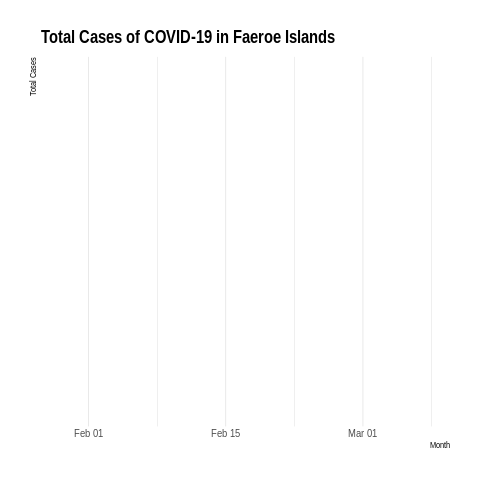 Total Cases of COVID-19 in Faeroe Islands
Total Cases
Feb 01
Feb 15
Mar 01
Month